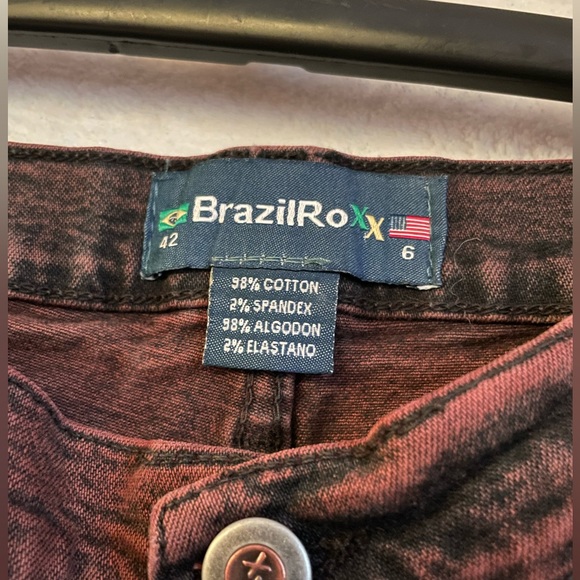 BrazilRoxx
42
6
98% COTTON
2% SPANDEX
98% ALGODON
2% ELASTANO